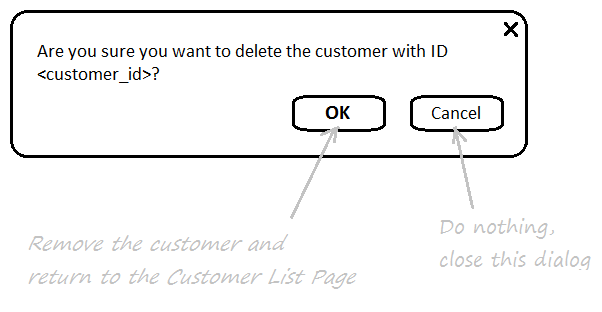 Are you sure you want to delete the customer with ID
<customer_id>?
OK
Cancel
Remove the customer and
return to the Customer List Page
Do nothing,
close this dialog